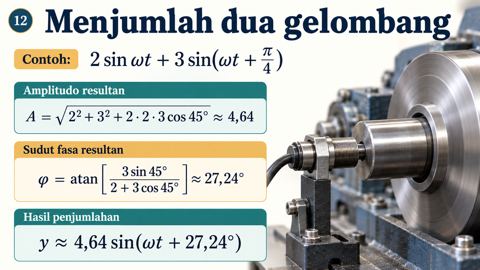 12
Menjumlah dua gelombang
Contoh: 2 sin ωt + 3 sin(ωt + π/4)
Amplitudo resultan
A = √(2² + 3² + 2 · 2 · 3 cos 45°) ≈ 4,64
Sudut fasa resultan
φ = atan[3 sin 45° / 2 + 3 cos 45°] ≈ 27,24°
Hasil penjumlahan
y ≈ 4,64 sin(ωt + 27,24°)